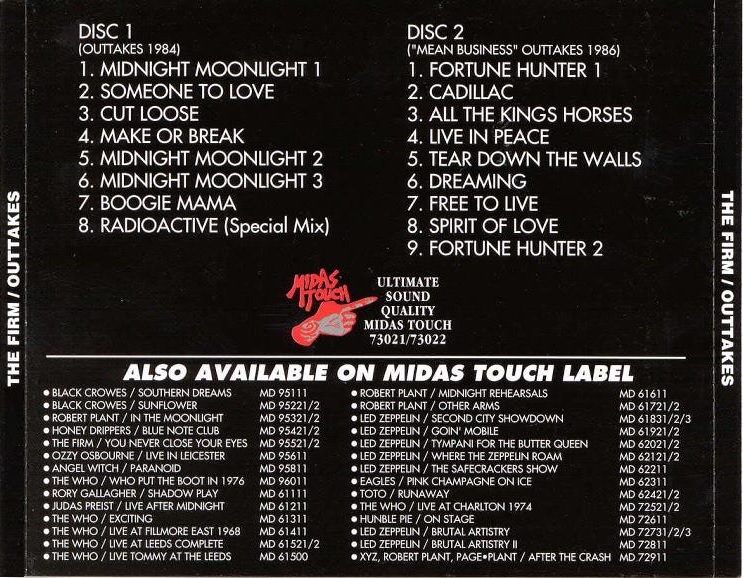 DISC 1
(OUTTAKES 1984)
1. MIDNIGHT MOONLIGHT 1
2. SOMEONE TO LOVE
3. CUT LOOSE
4. MAKE OR BREAK
5. MIDNIGHT MOONLIGHT 2
6. MIDNIGHT MOONLIGHT 3
7. BOOGIE MAMA
8. RADIOACTIVE (Special Mix)
DISC 2
("MEAN BUSINESS" OUTTAKES 1986)
1. FORTUNE HUNTER 1
2. CADILLAC
3. ALL THE KINGS HORSES
4. LIVE IN PEACE
5. TEAR DOWN THE WALLS
6. DREAMING
7. FREE TO LIVE
8. SPIRIT OF LOVE
9. FORTUNE HUNTER 2
THE FIRM / OUTTAKES
THE FIRM / OUTTAKES
MIDAS
TOUCH
ULTIMATE
SOUND
QUALITY
MIDAS TOUCH
73021/73022
ALSO AVAILABLE ON MIDAS TOUCH LABEL
• BLACK CROWES / SOUTHERN DREAMS MD 95111
• BLACK CROWES / SUNFLOWER MD 95221/2
• ROBERT PLANT / IN THE MOONLIGHT MD 95321/2
• HONEY DRIPPERS / BLUE NOTE CLUB MD 95421/2
• THE FIRM / YOU NEVER CLOSE YOUR EYES MD 95521/2
• OZZY OSBOURNE / LIVE IN LEICESTER MD 95611
• ANGEL WITCH / PARANOID MD 95811
• THE WHO / WHO PUT THE BOOT IN 1976 MD 96011
• RORY GALLAGHER / SHADOW PLAY MD 61111
• JUDAS PREIST / LIVE AFTER MIDNIGHT MD 61211
• THE WHO / EXCITING MD 61311
• THE WHO / LIVE AT FILLMORE EAST 1968 MD 61411
• THE WHO / LIVE AT LEEDS COMPLETE MD 61521/2
• THE WHO / LIVE TOMMY AT THE LEEDS MD 61500
• ROBERT PLANT / MIDNIGHT REHEARSALS MD 61611
• ROBERT PLANT / OTHER ARMS MD 61721/2
• LED ZEPPELIN / SECOND CITY SHOWDOWN MD 61831/2/3
• LED ZEPPELIN / GOIN' MOBILE MD 61921/2
• LED ZEPPELIN / TYMPANI FOR THE BUTTER QUEEN MD 62021/2
• LED ZEPPELIN / WHERE THE ZEPPELIN ROAM MD 62121/2
• LED ZEPPELIN / THE SAFECRACKERS SHOW MD 62211
• EAGLES / PINK CHAMPAGNE ON ICE MD 62311
• TOTO / RUNAWAY MD 62421/2
• THE WHO / LIVE AT CHARLTON 1974 MD 72521/2
• HUNBLE PIE / ON STAGE MD 72611
• LED ZEPPELIN / BRUTAL ARTISTRY MD 72731/2/3
• LED ZEPPELIN / BRUTAL ARTISTRY II MD 72811
• XYZ, ROBERT PLANT, PAGE•PLANT / AFTER THE CRASH MD 72911